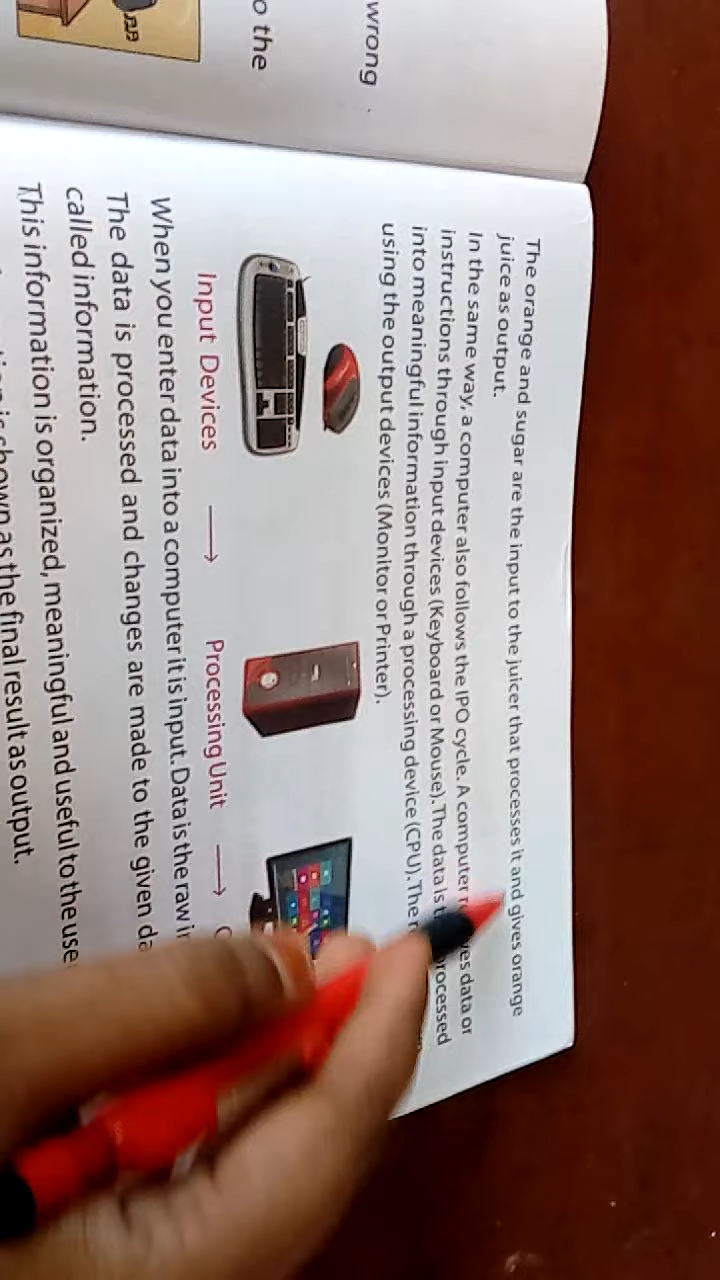 wrong
o the
The orange and sugar are the input to the juicer that processes it and gives orange
juice as output.
In the same way, a computer also follows the IPO cycle. A computer data or
instructions through input devices (Keyboard or Mouse). The data is processed
into meaningful information through a processing device (CPU). The
using the output devices (Monitor or Printer).
Input Devices → Processing Unit →
When you enter data into a computer it is input. Data is the raw
The data is processed and changes are made to the given
called information.
This information is organized, meaningful and useful to the
is shown as the final result as output.